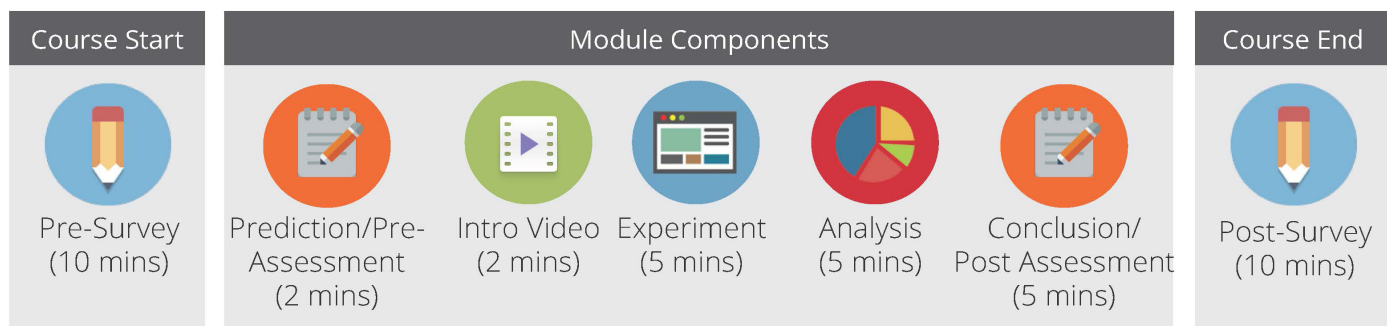 Course Start
Module Components
Course End
Pre-Survey
(10 mins)
Prediction/Pre-
Assessment
(2 mins)
Intro Video
(2 mins)
Experiment
(5 mins)
Analysis
(5 mins)
Conclusion/
Post Assessment
(5 mins)
Post-Survey
(10 mins)